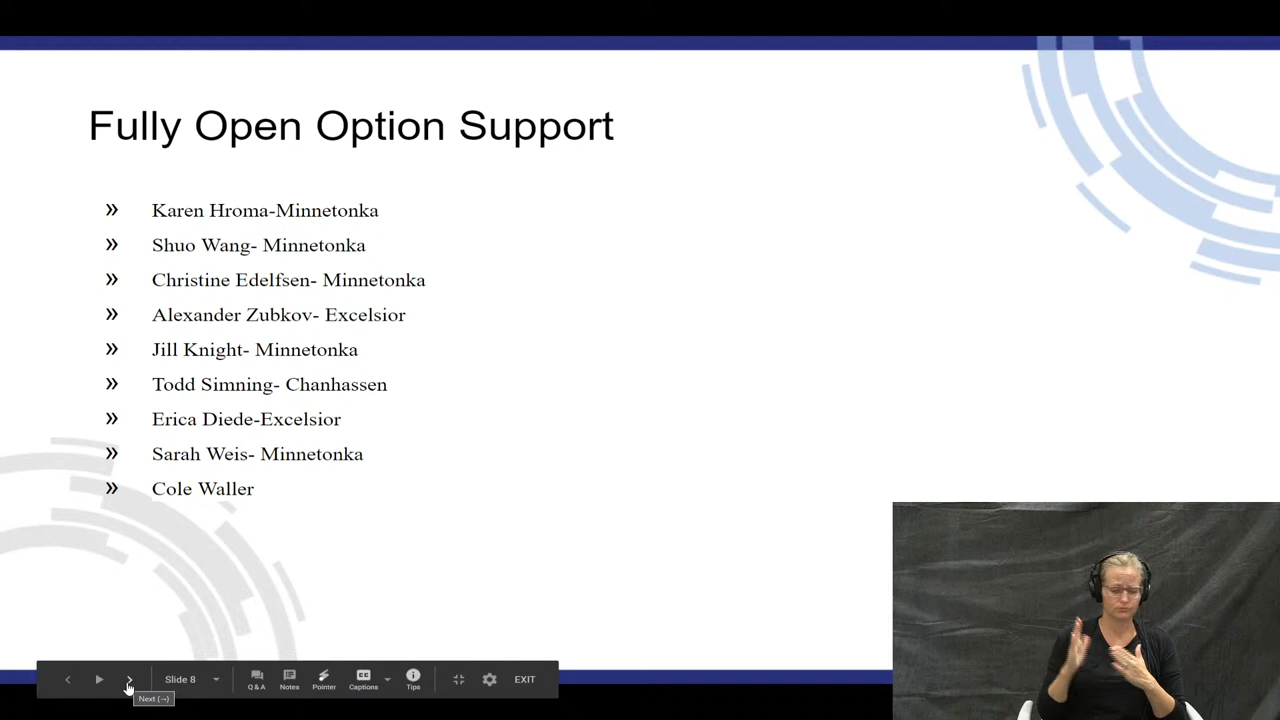 Fully Open Option Support
» Karen Hroma-Minnetonka
» Shuo Wang- Minnetonka
» Christine Edelfsen- Minnetonka
» Alexander Zubkov- Excelsior
» Jill Knight- Minnetonka
» Todd Simning- Chanhassen
» Erica Diede-Excelsior
» Sarah Weis- Minnetonka
» Cole Waller
Slide 8
Q & A
Notes
Pointer
Captions
Tips
EXIT
Next (→)